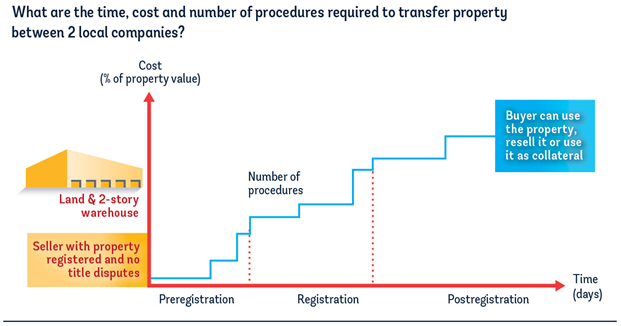 What are the time, cost and number of procedures required to transfer property
between 2 local companies?
Cost
(% of property value)
Buyer can use
the property,
resell it or use
it as collateral
Number of
procedures
Land & 2-story
warehouse
Seller with property
registered and no
title disputes
Time
(days)
Preregistration
Registration
Postregistration